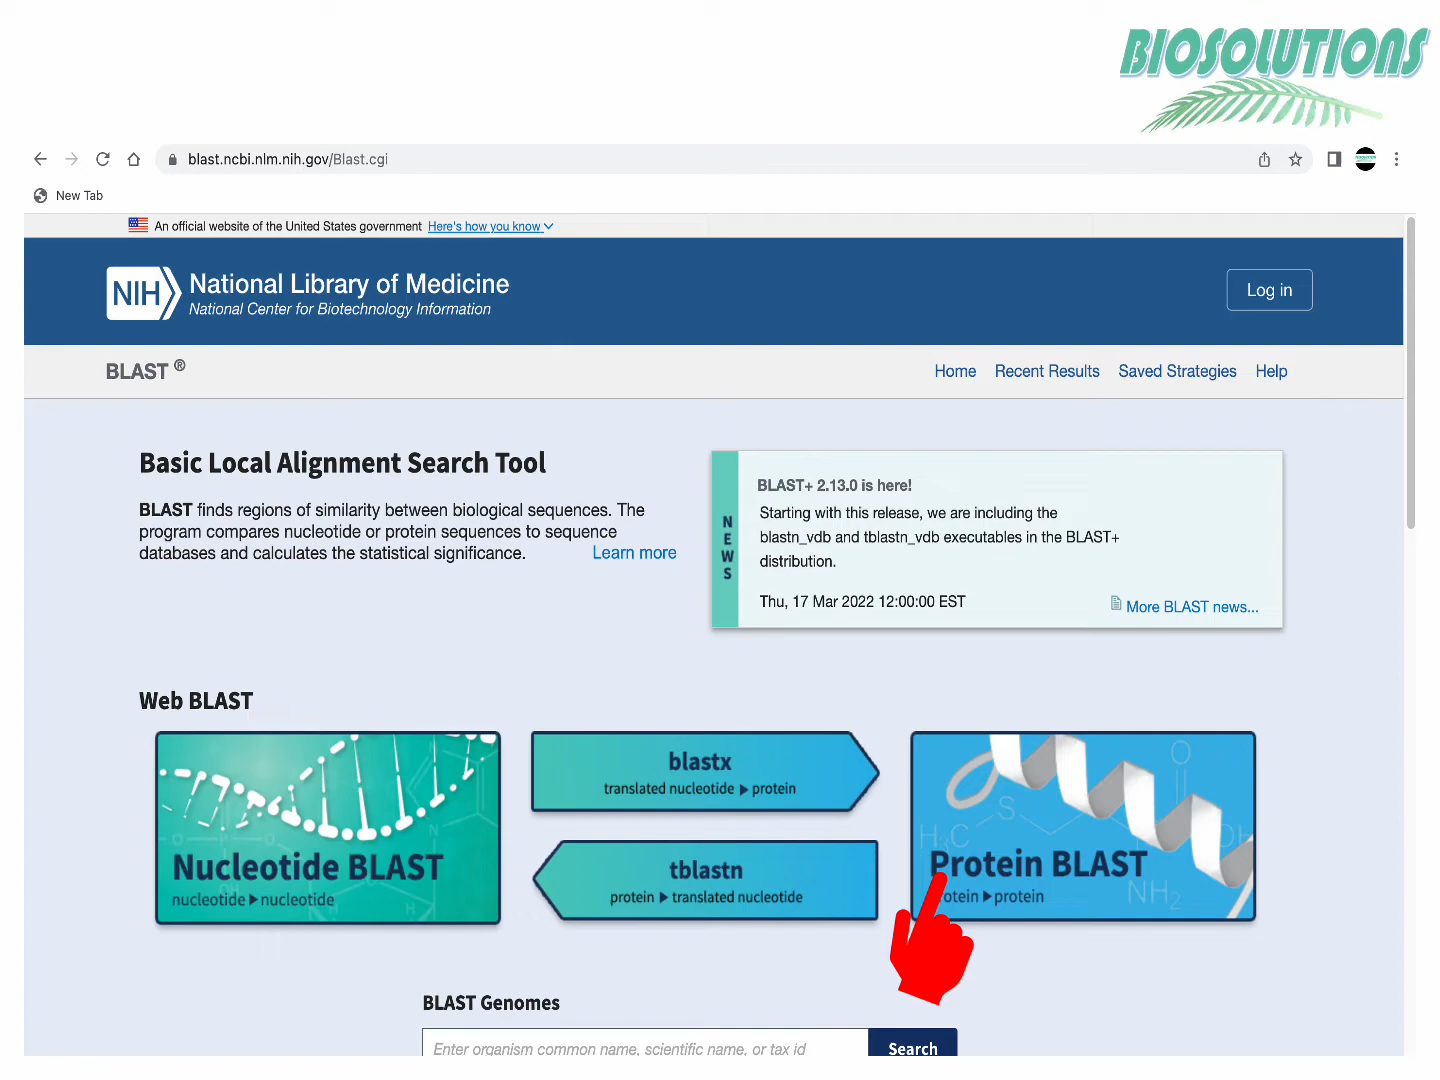 BIOSOLUTIONS
blast.ncbi.nlm.nih.gov/Blast.cgi
New Tab
An official website of the United States government Here's how you know
NIH National Library of Medicine
National Center for Biotechnology Information
Log in
BLAST ®
Home Recent Results Saved Strategies Help
Basic Local Alignment Search Tool
BLAST finds regions of similarity between biological sequences. The
program compares nucleotide or protein sequences to sequence
databases and calculates the statistical significance. Learn more
NEWS
BLAST+ 2.13.0 is here!
Starting with this release, we are including the
blastn_vdb and tblastn_vdb executables in the BLAST+
distribution.
Thu, 17 Mar 2022 12:00:00 EST
More BLAST news...
Web BLAST
Nucleotide BLAST
nucleotide ▶ nucleotide
blastx
translated nucleotide ▶ protein
tblastn
protein ▶ translated nucleotide
O
S
H₃C
OH
NH₂
Protein BLAST
otein ▶ protein
BLAST Genomes
Enter organism common name, scientific name, or tax id
Search